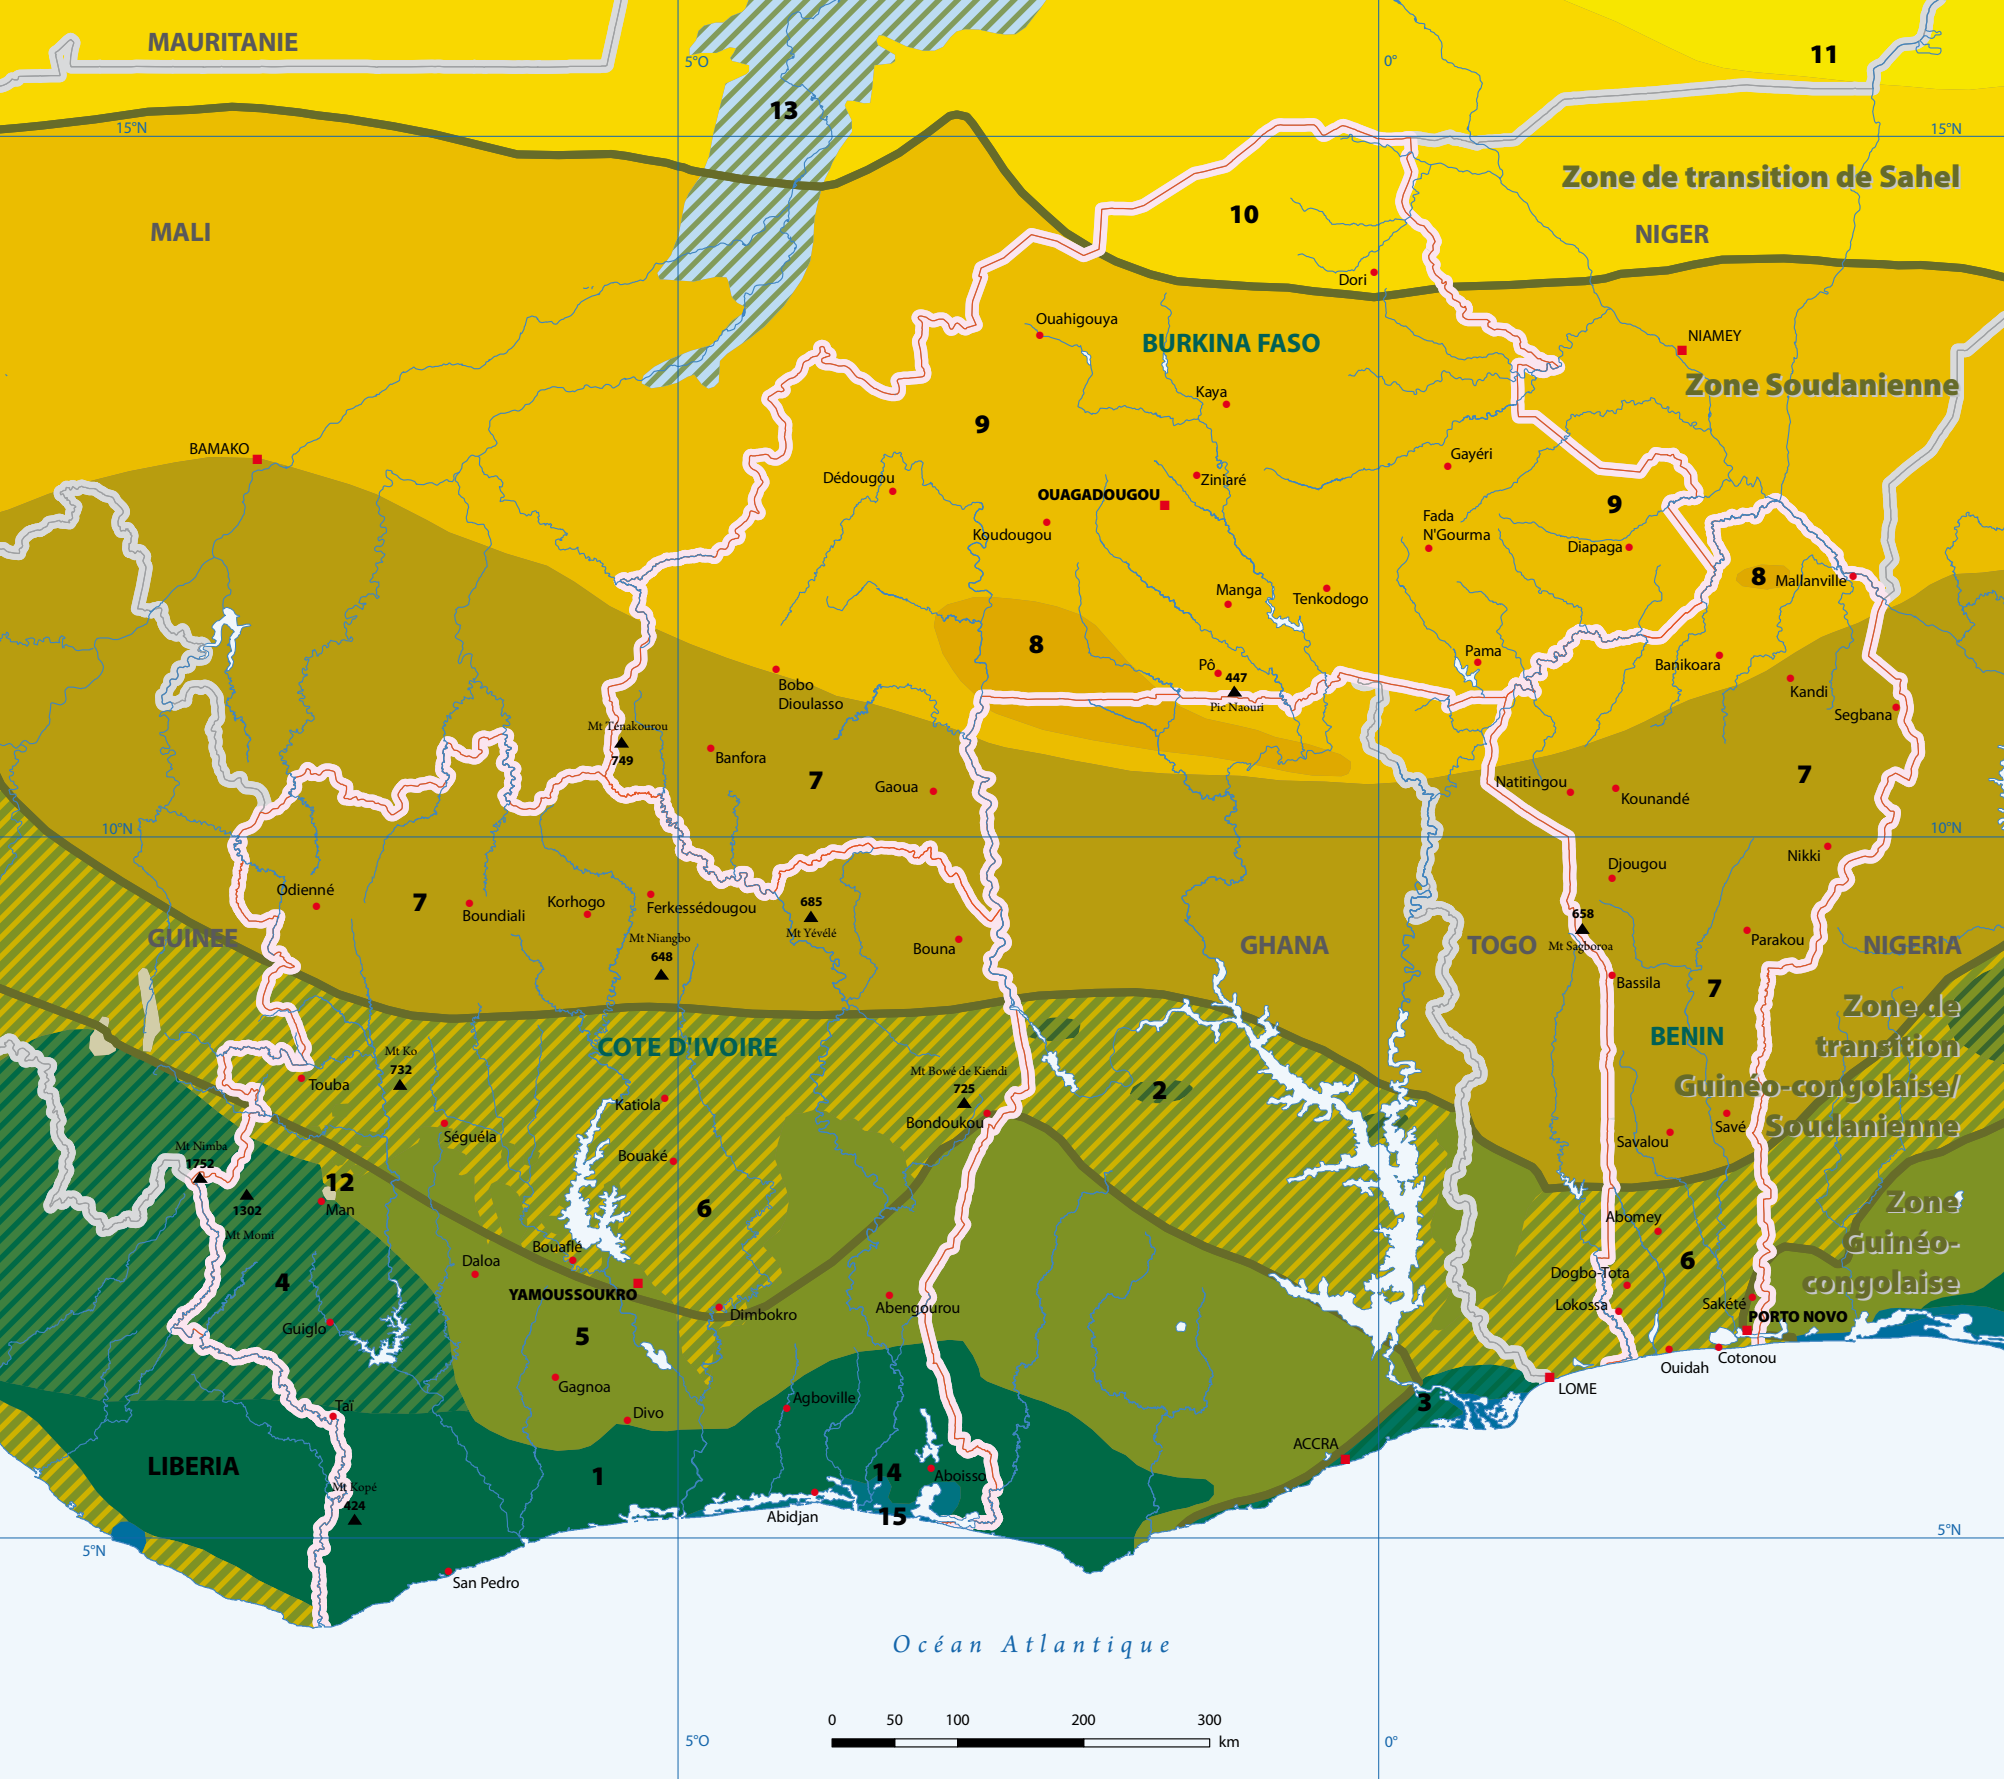 MAURITANIE
11
5°O
0°
13
15°N
15°N
Zone de transition de Sahel
10
MALI
NIGER
Dori
Ouahigouya
BURKINA FASO
NIAMEY
Zone Soudanienne
Kaya
9
BAMAKO
Gayéri
Dédougou
Ziniaré
OUAGADOUGOU
9
Fada
N'Gourma
Koudougou
Diapaga
8
Mallanville
Manga
Tenkodogo
8
Pama
Pô
447
Pic Naouri
Banikoara
Bobo
Dioulasso
Kandi
Segbana
Mt Ténakourou
749
Banfora
7
Gaoua
7
Natitingou
Kounandé
10°N
10°N
Nikki
Djougou
Odienné
7
Boundiali
Korhogo
Ferkessédougou
685
Mt Yévélé
658
Mt Sagboroa
GUINEE
Mt Niangbo
648
Bouna
GHANA
TOGO
Parakou
NIGERIA
Bassila
7
Zone de
transition
Guinéo-congolaise/
Soudanienne
BENIN
COTE D'IVOIRE
Mt Ko
732
Touba
Mt Bowé de Kiendi
725
2
Katiola
Bondoukou
Séguéla
Savé
Savalou
Mt Nimba
1752
Bouaké
12
Man
1302
Mt Momi
6
Zone
Guinéo-
congolaise
Abomey
Bouaflé
Daloa
6
4
Dogbo-Tota
YAMOUSSOUKRO
Abengourou
Lokossa
Sakété
PORTO NOVO
Dimbokro
Guiglo
5
Cotonou
Ouidah
Gagnoa
LOME
Agboville
3
Taï
Divo
ACCRA
LIBERIA
1
14
Aboisso
Mt Kopé
424
Abidjan
15
5°N
5°N
San Pedro
Océan Atlantique
0 50 100 200 300
km
5°O
0°